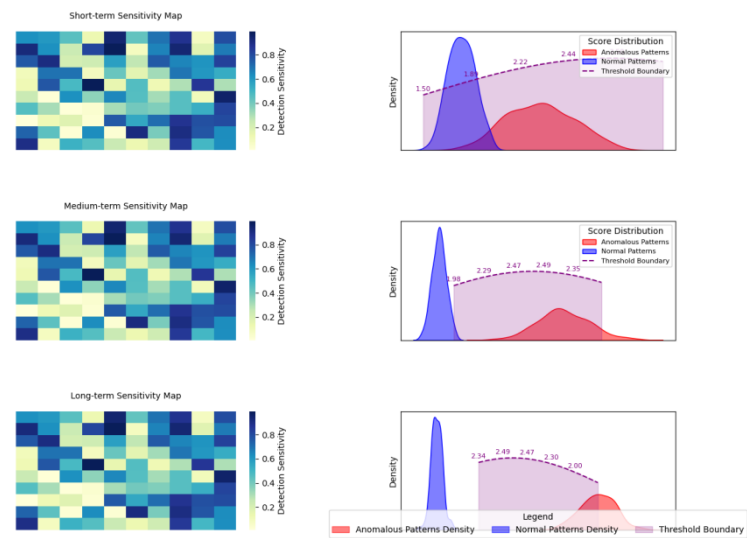 Short-term Sensitivity Map
0.8
0.6
0.4
0.2
Detection Sensitivity
Density
1.50
1.89
2.22
2.44
Score Distribution
Anomalous Patterns
Normal Patterns
Threshold Boundary
Medium-term Sensitivity Map
0.8
0.6
0.4
0.2
Detection Sensitivity
Density
1.98
2.29
2.47
2.49
2.35
Score Distribution
Anomalous Patterns
Normal Patterns
Threshold Boundary
Long-term Sensitivity Map
0.8
0.6
0.4
0.2
Detection Sensitivity
Density
2.34
2.49
2.47
2.30
2.00
Legend
Anomalous Patterns Density
Normal Patterns Density
Threshold Boundary